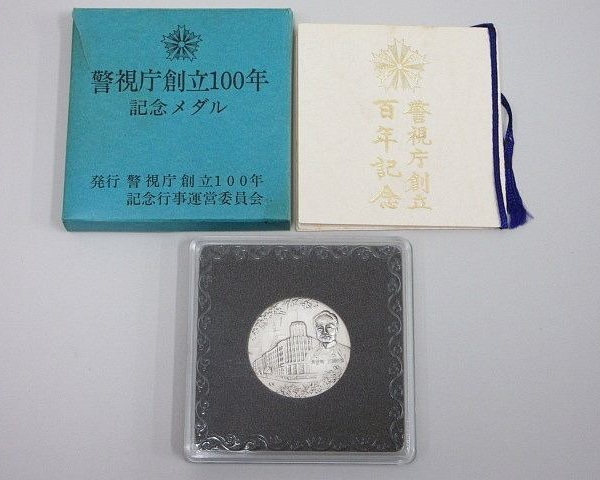 警視庁創立100年
記念メダル
発行 警視庁創立100年
記念行事運営委員会
警視庁創立
百年記念